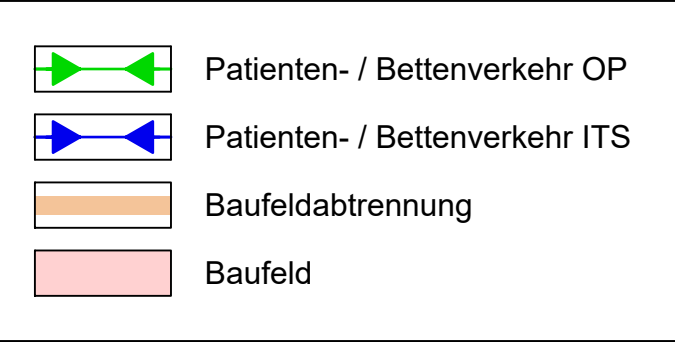 Patienten- / Bettenverkehr OP
Patienten- / Bettenverkehr ITS
Baufeldabtrennung
Baufeld